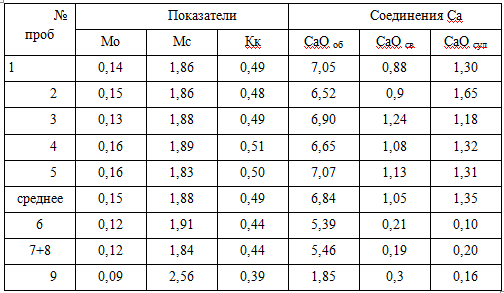 № проб Показатели Соединения Са
Мо Мс Кк СаО об СаО св. СаО сул
1 0,14 1,86 0,49 7,05 0,88 1,30
2 0,15 1,86 0,48 6,52 0,9 1,65
3 0,13 1,88 0,49 6,90 1,24 1,18
4 0,16 1,89 0,51 6,65 1,08 1,32
5 0,16 1,83 0,50 7,07 1,13 1,31
среднее 0,15 1,88 0,49 6,84 1,05 1,35
6 0,12 1,91 0,44 5,39 0,21 0,10
7+8 0,12 1,84 0,44 5,46 0,19 0,20
9 0,09 2,56 0,39 1,85 0,3 0,16